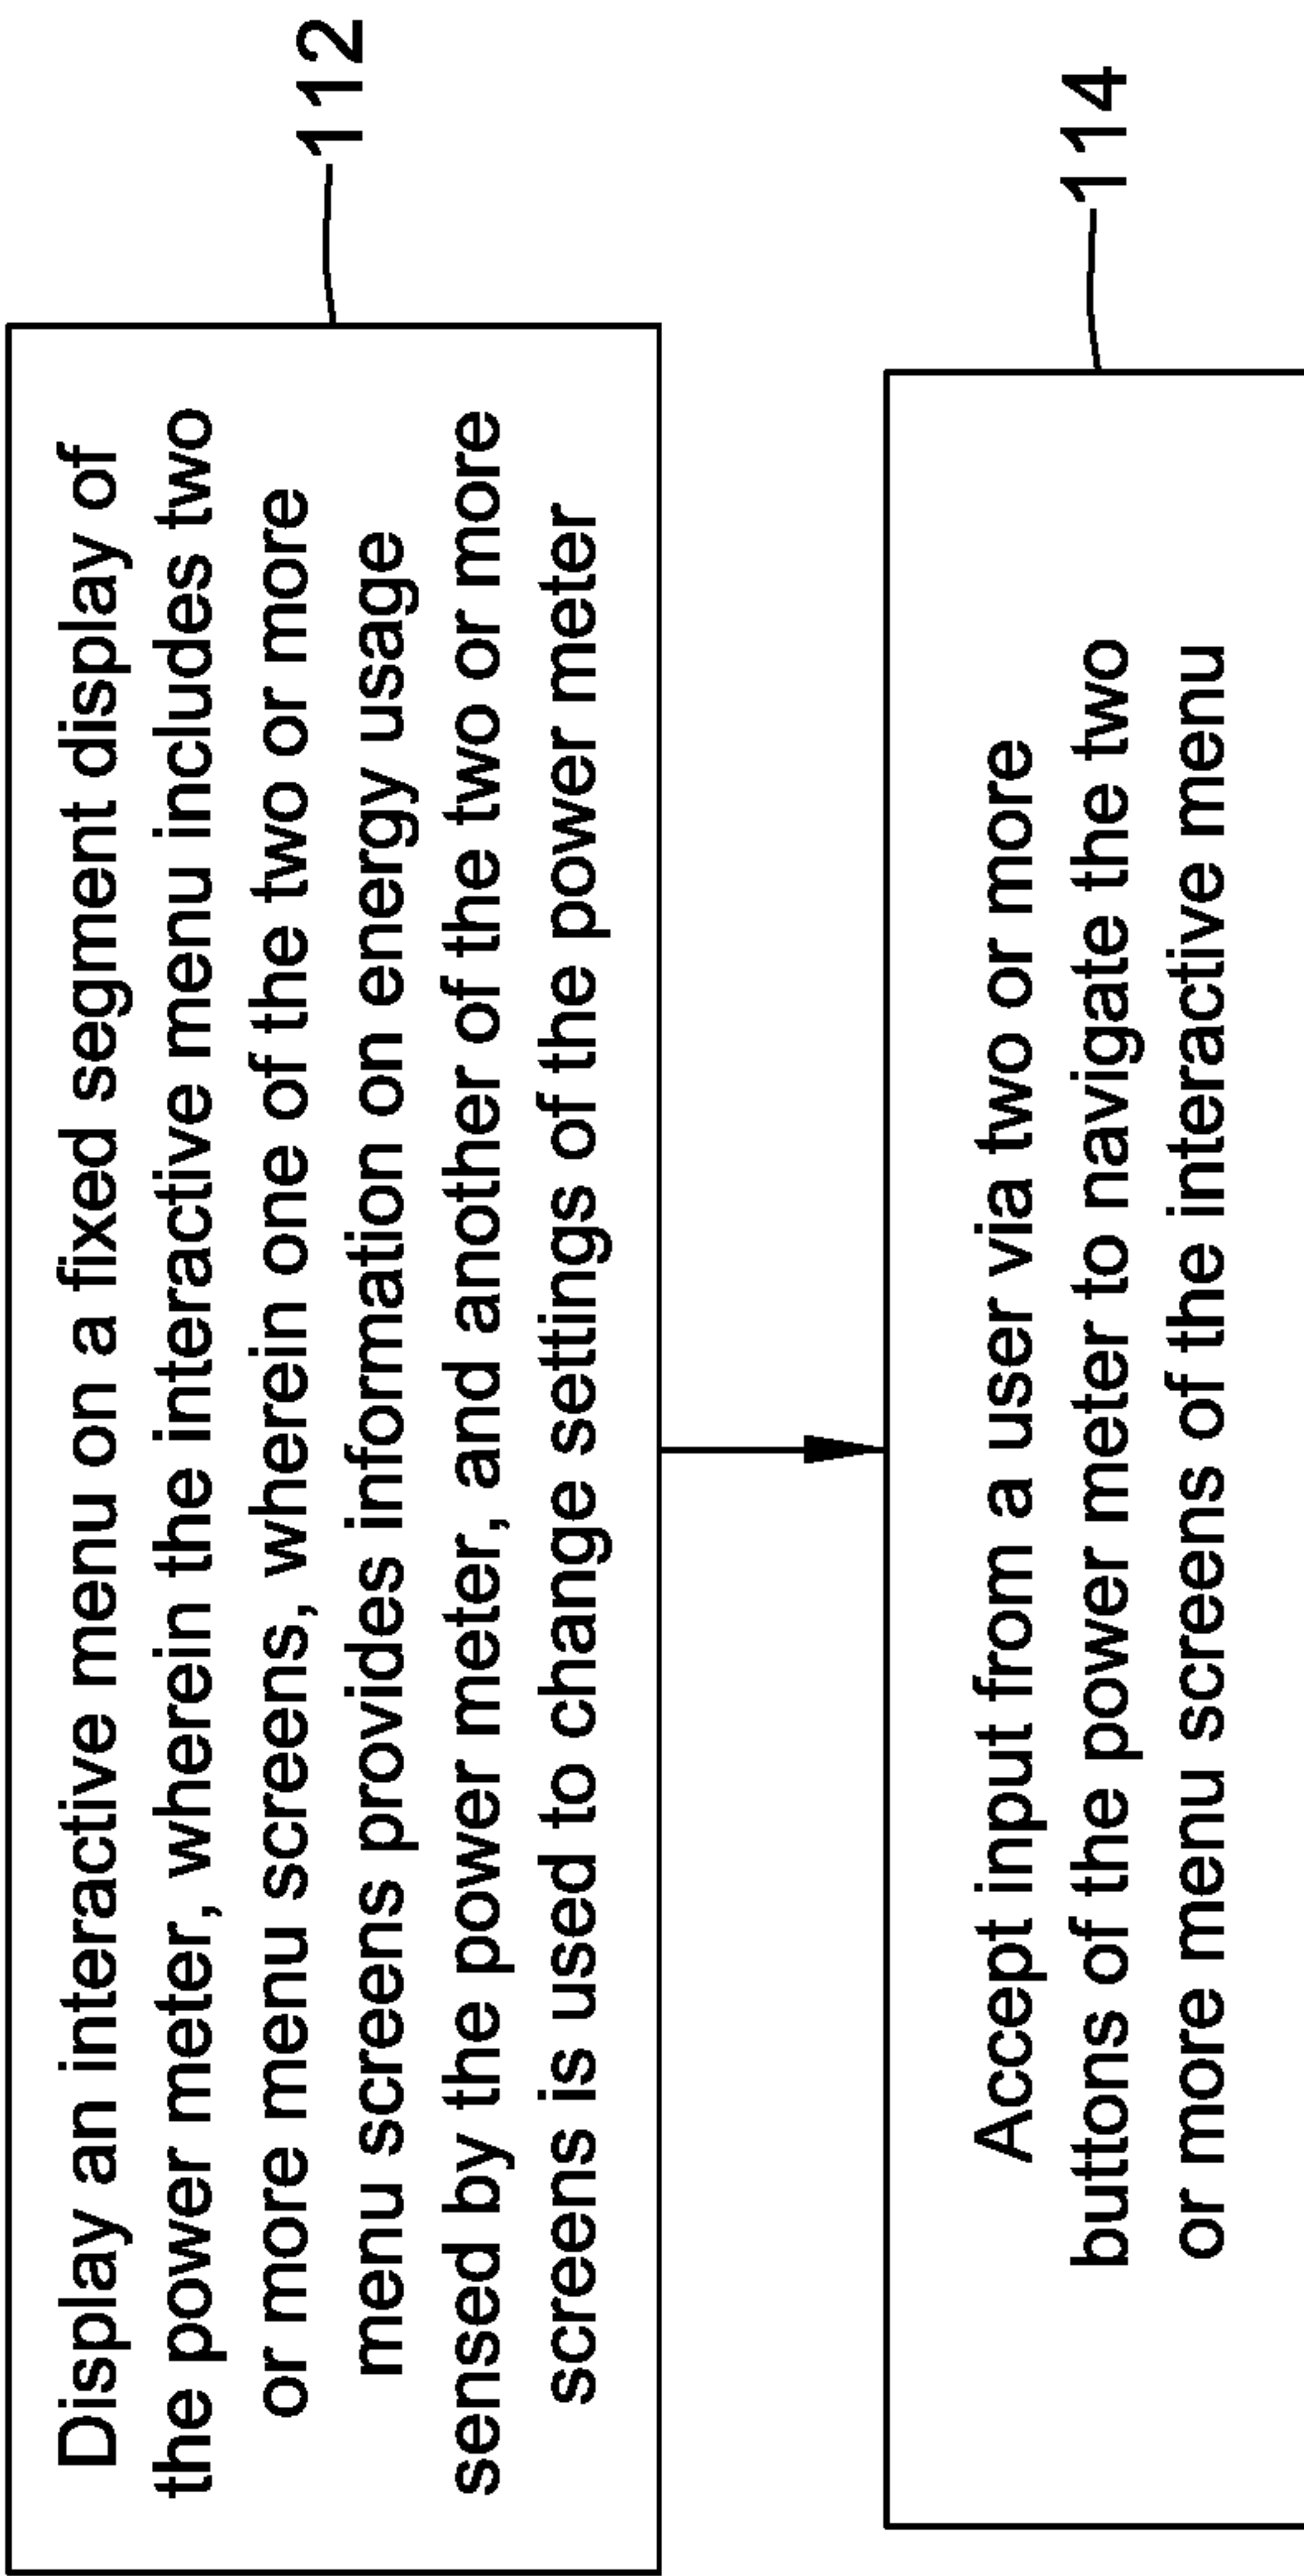 Display an interactive menu on a fixed segment display of
the power meter, wherein the interactive menu includes two
or more menu screens, wherein one of the two or more
menu screens provides information on energy usage
sensed by the power meter, and another of the two or more
screens is used to change settings of the power meter
112
Accept input from a user via two or more
buttons of the power meter to navigate the two
or more menu screens of the interactive menu
114